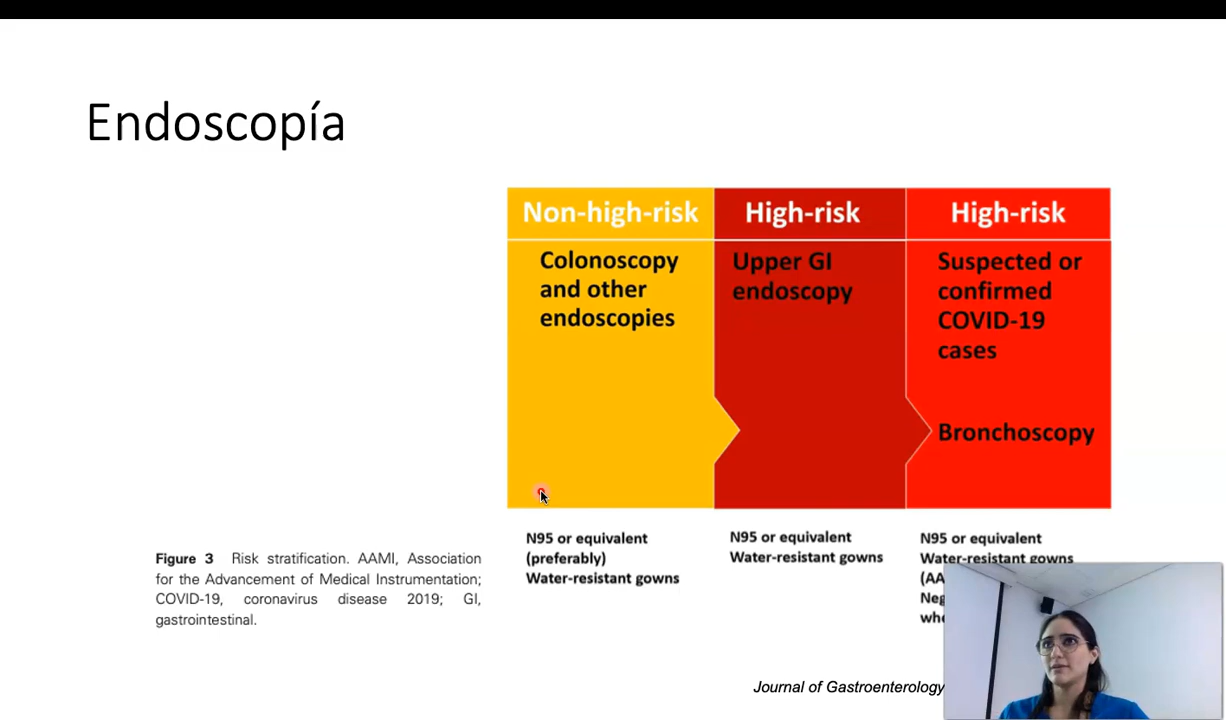 Endoscopía
Non-high-risk
Colonoscopy
and other
endoscopies
High-risk
Upper GI
endoscopy
High-risk
Suspected or
confirmed
COVID-19
cases
Bronchoscopy
N95 or equivalent
(preferably)
Water-resistant gowns
N95 or equivalent
Water-resistant gowns
N95 or equivalent
Water-resistant gowns
Figure 3 Risk stratification. AAMI, Association
for the Advancement of Medical Instrumentation;
COVID-19, coronavirus disease 2019; GI,
gastrointestinal.
Journal of Gastroenterology